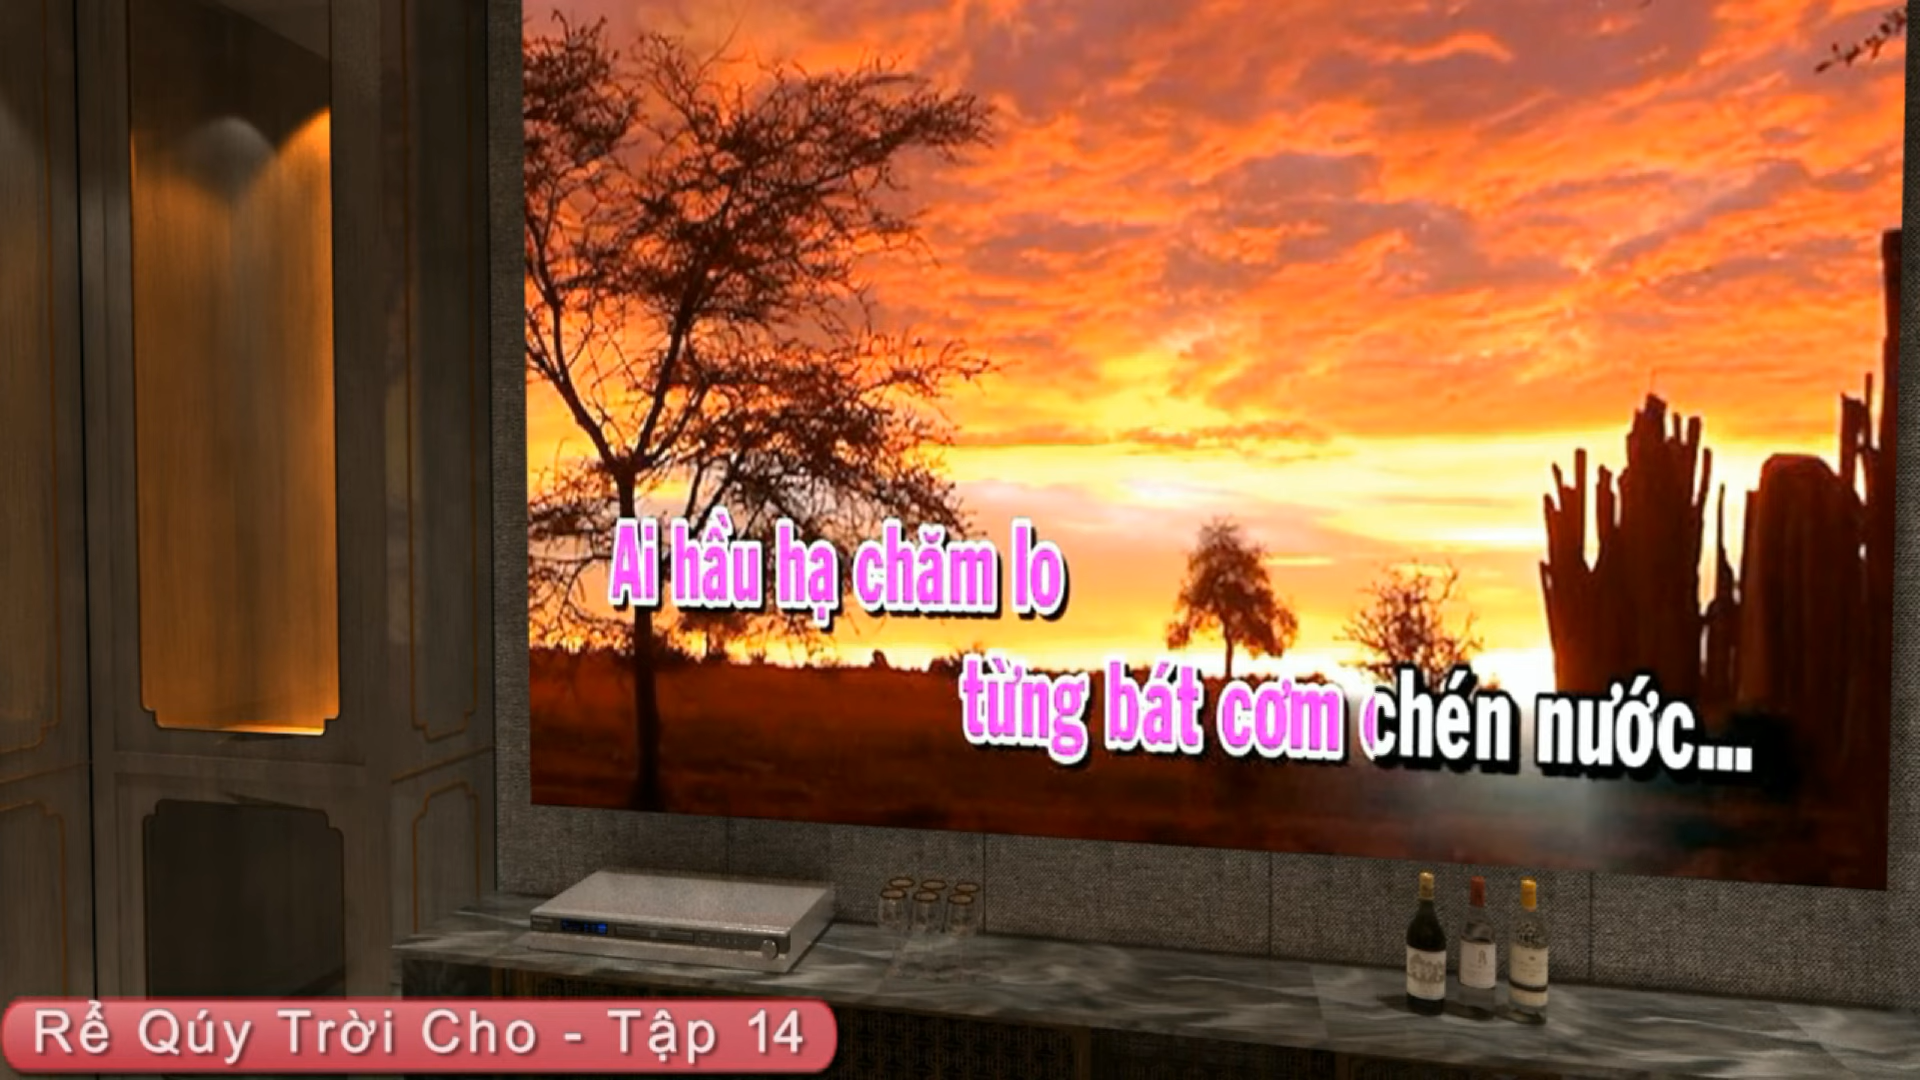 Ai hầu hạ chăm lo
từng bát cơm chén nước...
Rể Qúy Trời Cho - Tập 14